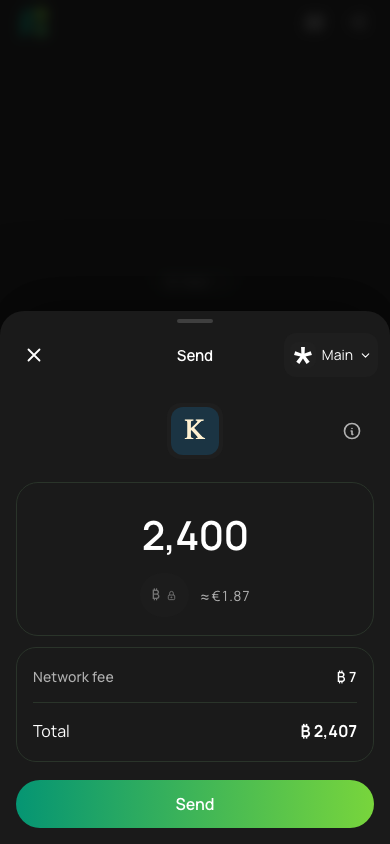 Send
Main
K
2,400
₿
≈€1.87
Network fee
₿ 7
Total
₿ 2,407
Send